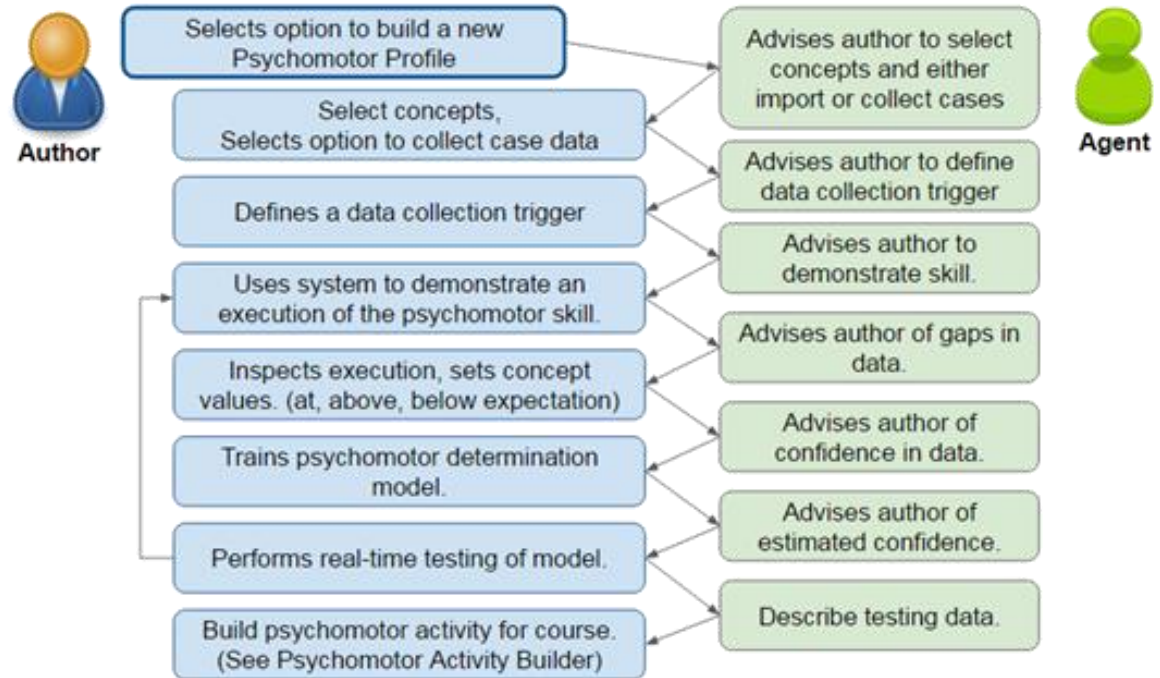 Selects option to build a new
Psychomotor Profile
Advises author to select
concepts and either
import or collect cases
Author
Agent
Select concepts,
Selects option to collect case data
Advises author to define
data collection trigger
Defines a data collection trigger
Advises author to
demonstrate skill.
Uses system to demonstrate an
execution of the psychomotor skill.
Advises author of gaps in
data.
Inspects execution, sets concept
values. (at, above, below expectation)
Advises author of
confidence in data.
Trains psychomotor determination
model.
Advises author of
estimated confidence.
Performs real-time testing of model.
Describe testing data.
Build psychomotor activity for course.
(See Psychomotor Activity Builder)